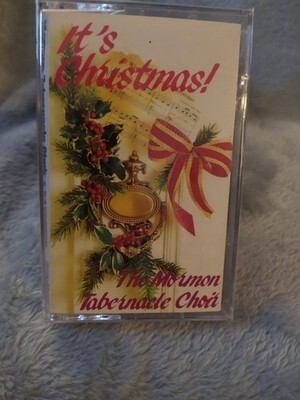 It's
Christmas!
The Mormon
Tabernacle Choir